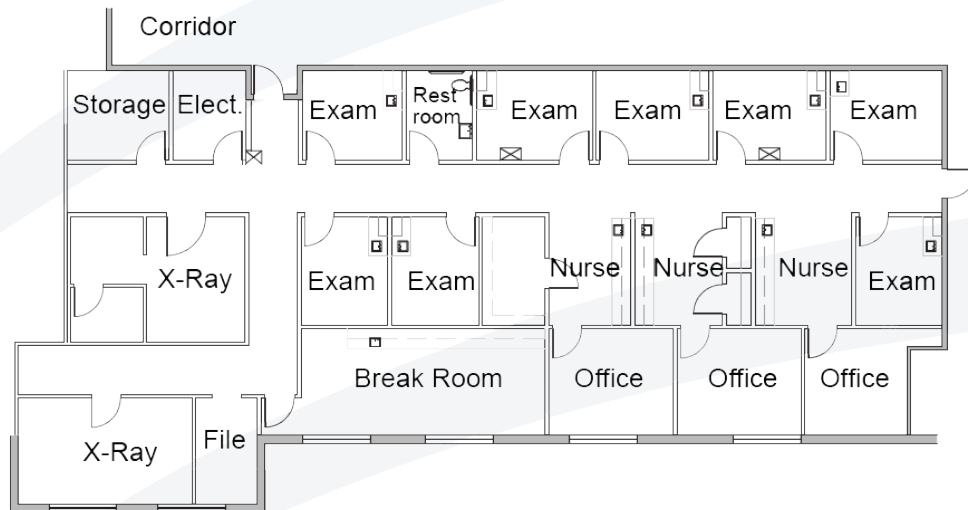 Corridor
Storage
Elect.
Exam
Rest
room
Exam
Exam
Exam
Exam
X-Ray
Exam
Exam
Nurse
Nurse
Nurse
Exam
Break Room
Office
Office
Office
X-Ray
File